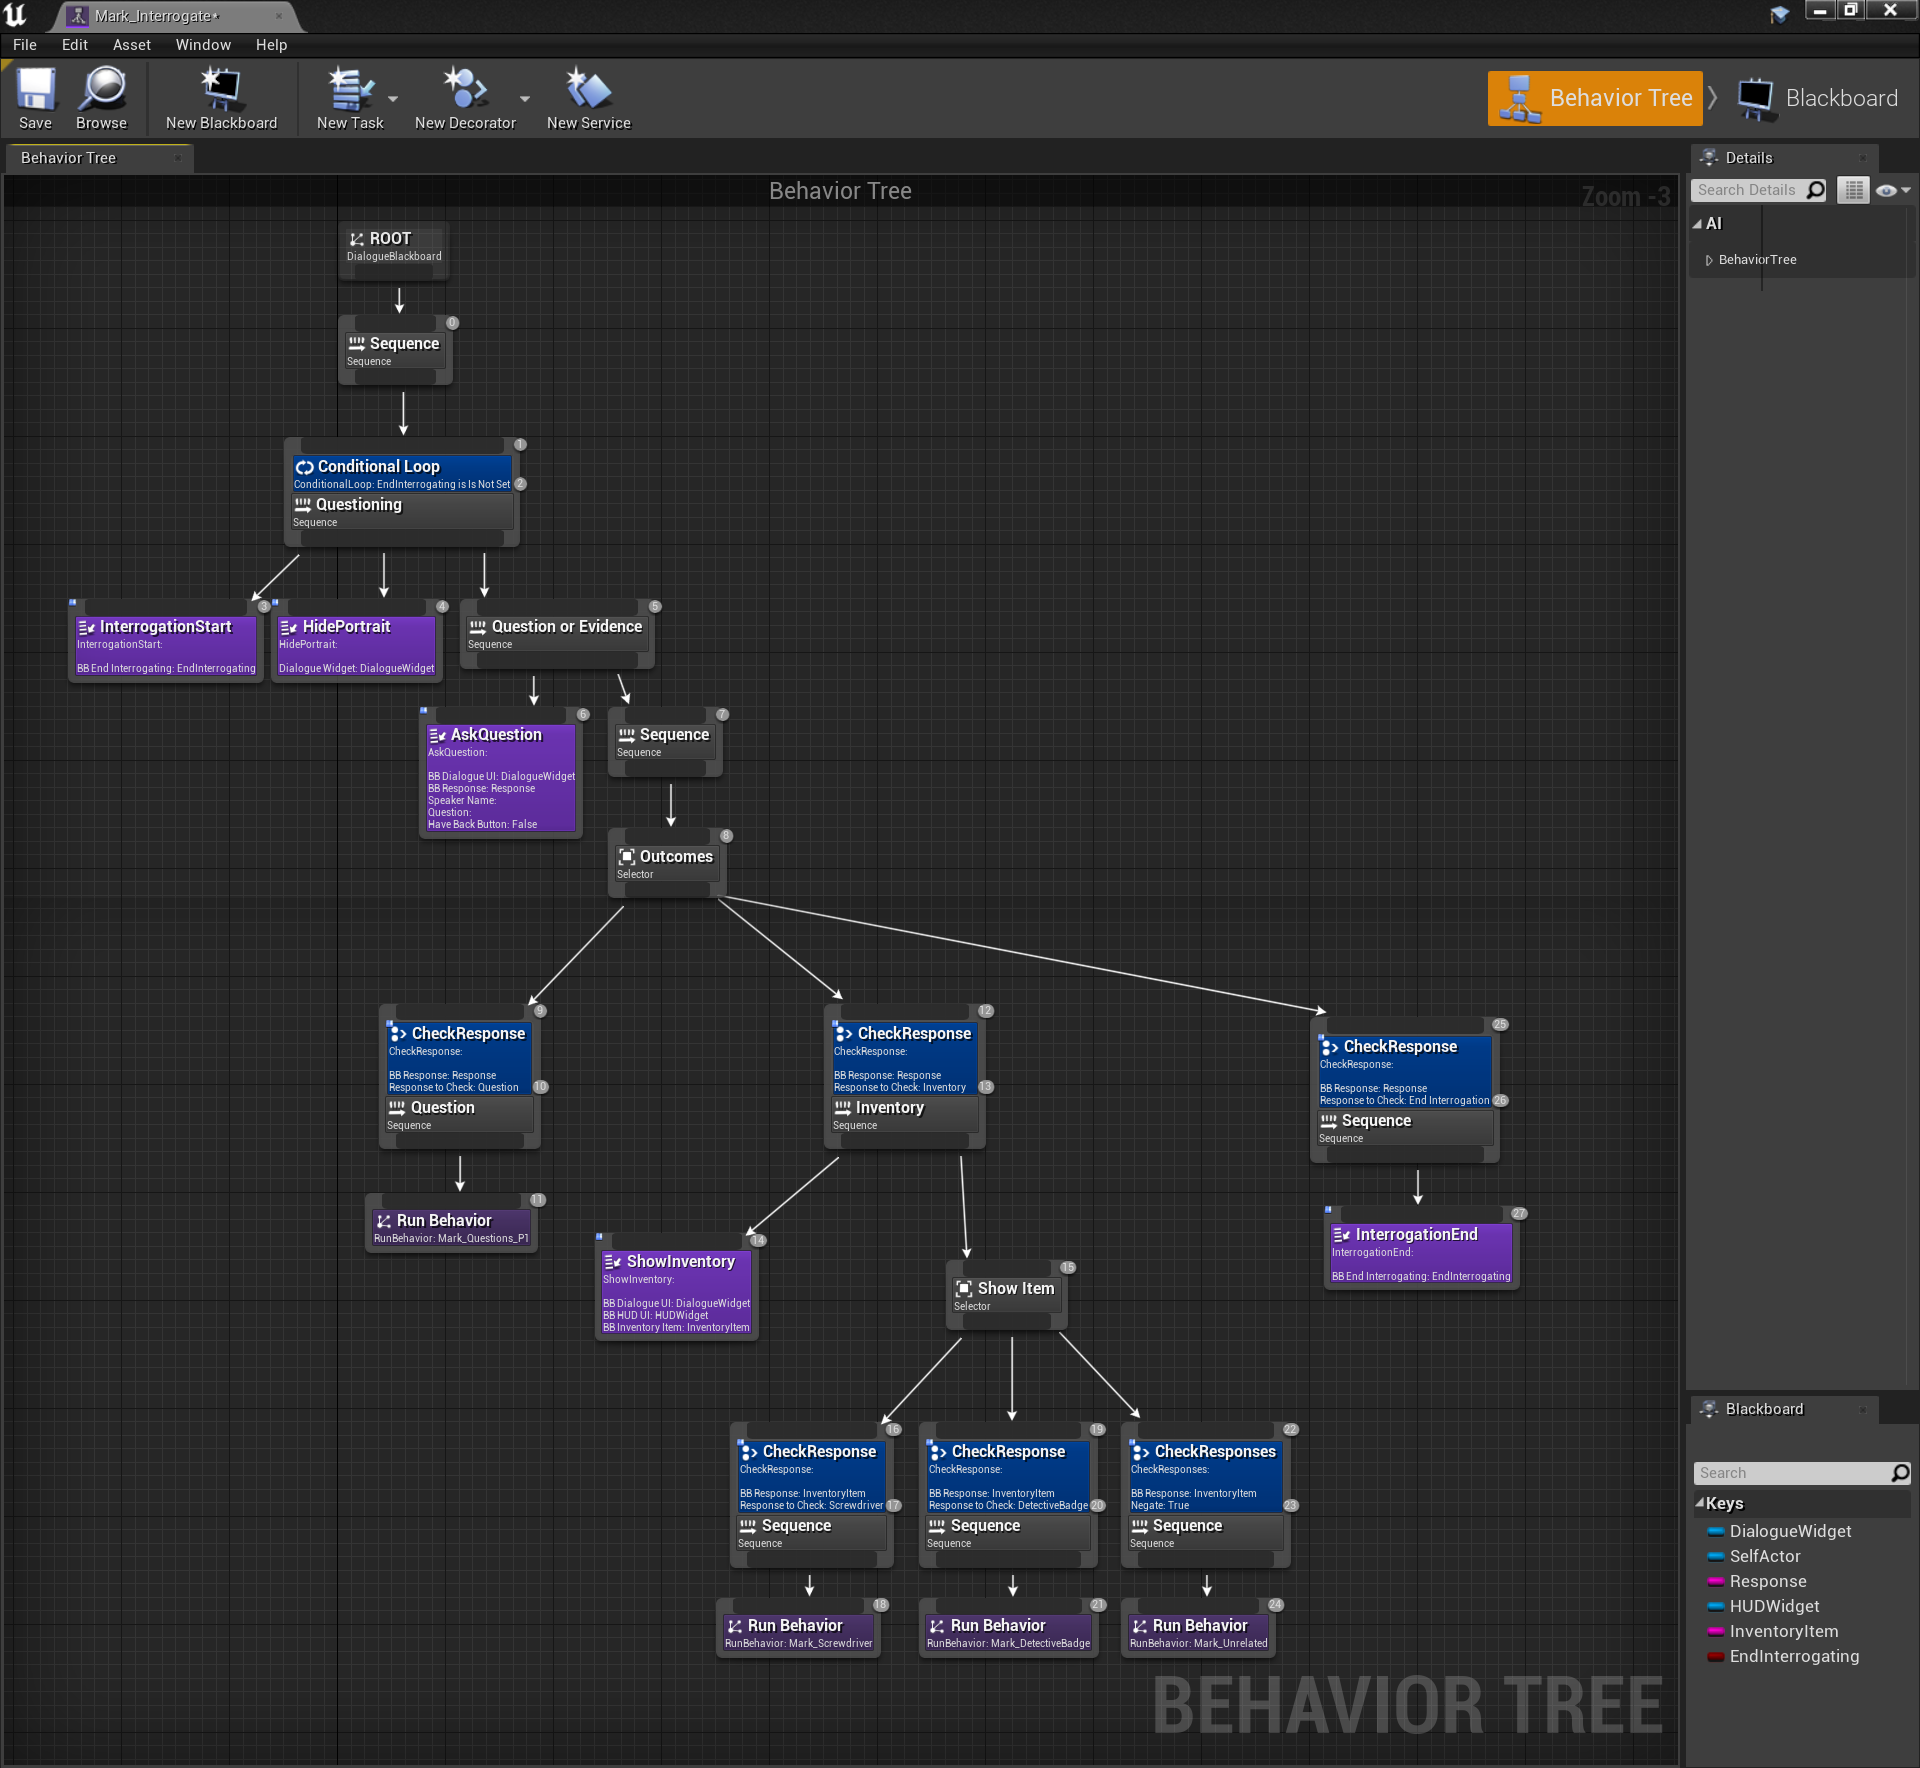 Mark_Interrogate*
File Edit Asset Window Help
Save Browse New Blackboard New Task New Decorator New Service
Behavior Tree Blackboard
Behavior Tree
Behavior Tree
Zoom -3
Details
Search Details
AI
BehaviorTree
ROOT
DialogueBlackboard
0
Sequence
Sequence
1
Conditional Loop
ConditionalLoop: EndInterrogating is Is Not Set
2
Questioning
Sequence
3
InterrogationStart
InterrogationStart:
BB End Interrogating: EndInterrogating
4
HidePortrait
HidePortrait:
Dialogue Widget: DialogueWidget
5
Question or Evidence
Sequence
6
AskQuestion
AskQuestion:
BB Dialogue UI: DialogueWidget
BB Response: Response
Speaker Name:
Question:
Have Back Button: False
7
Sequence
Sequence
8
Outcomes
Selector
9
CheckResponse
CheckResponse:
BB Response: Response
Response to Check: Question
10
Question
Sequence
11
Run Behavior
RunBehavior: Mark_Questions_P1
12
CheckResponse
CheckResponse:
BB Response: Response
Response to Check: Inventory
13
Inventory
Sequence
14
ShowInventory
ShowInventory:
BB Dialogue UI: DialogueWidget
BB HUD UI: HUDWidget
BB Inventory Item: InventoryItem
15
Show Item
Selector
16
CheckResponse
CheckResponse:
BB Response: InventoryItem
Response to Check: Screwdriver
17
Sequence
Sequence
18
Run Behavior
RunBehavior: Mark_Screwdriver
19
CheckResponse
CheckResponse:
BB Response: InventoryItem
Response to Check: DetectiveBadge
20
Sequence
Sequence
21
Run Behavior
RunBehavior: Mark_DetectiveBadge
22
CheckResponses
CheckResponses:
BB Response: InventoryItem
Negate: True
23
Sequence
Sequence
24
Run Behavior
RunBehavior: Mark_Unrelated
25
CheckResponse
CheckResponse:
BB Response: Response
Response to Check: End Interrogation
26
Sequence
Sequence
27
InterrogationEnd
InterrogationEnd:
BB End Interrogating: EndInterrogating
BEHAVIOR TREE
Blackboard
Search
Keys
DialogueWidget
SelfActor
Response
HUDWidget
InventoryItem
EndInterrogating